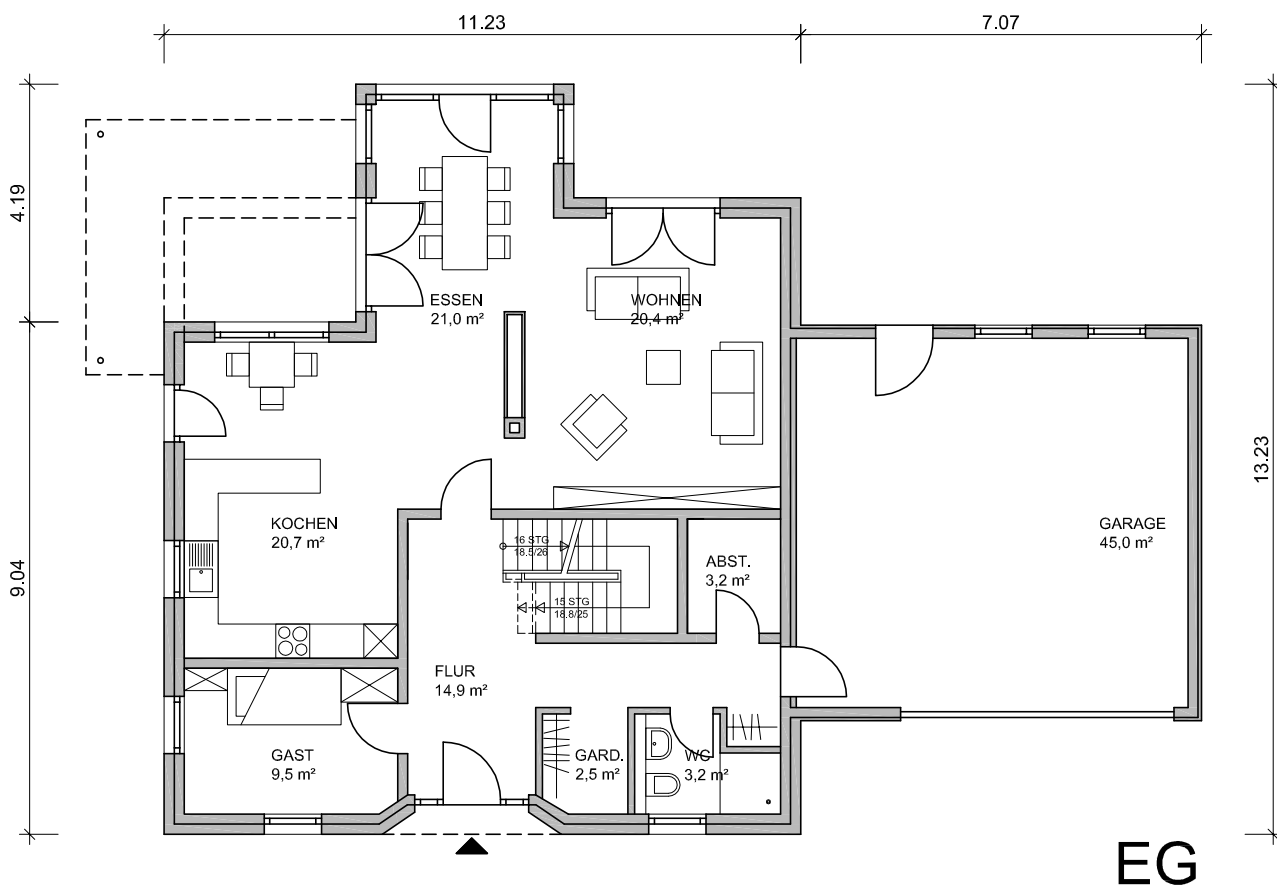 11.23
7.07
4.19
9.04
13.23
ESSEN
21,0 m²
WOHNEN
20,4 m²
KOCHEN
20,7 m²
GARAGE
45,0 m²
16 STG
18.5/26
15 STG
18.8/25
ABST.
3,2 m²
FLUR
14,9 m²
GAST
9,5 m²
GARD.
2,5 m²
WC
3,2 m²
EG